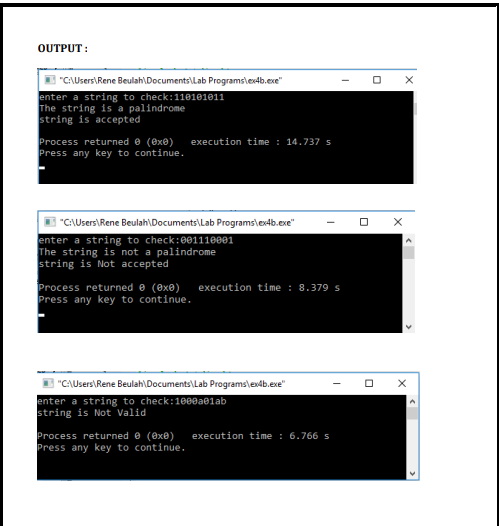 OUTPUT :
"C:\Users\Rene Beulah\Documents\Lab Programs\ex4b.exe"
enter a string to check:110101011
The string is a palindrome
string is accepted
Process returned 0 (0x0) execution time : 14.737 s
Press any key to continue.
"C:\Users\Rene Beulah\Documents\Lab Programs\ex4b.exe"
enter a string to check:001110001
The string is not a palindrome
string is Not accepted
Process returned 0 (0x0) execution time : 8.379 s
Press any key to continue.
"C:\Users\Rene Beulah\Documents\Lab Programs\ex4b.exe"
enter a string to check:1000a01ab
string is Not Valid
Process returned 0 (0x0) execution time : 6.766 s
Press any key to continue.